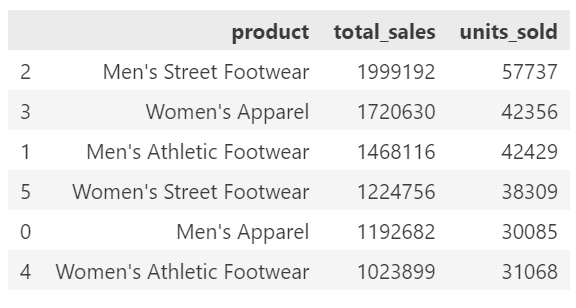 product total_sales units_sold
2 Men's Street Footwear 1999192 57737
3 Women's Apparel 1720630 42356
1 Men's Athletic Footwear 1468116 42429
5 Women's Street Footwear 1224756 38309
0 Men's Apparel 1192682 30085
4 Women's Athletic Footwear 1023899 31068